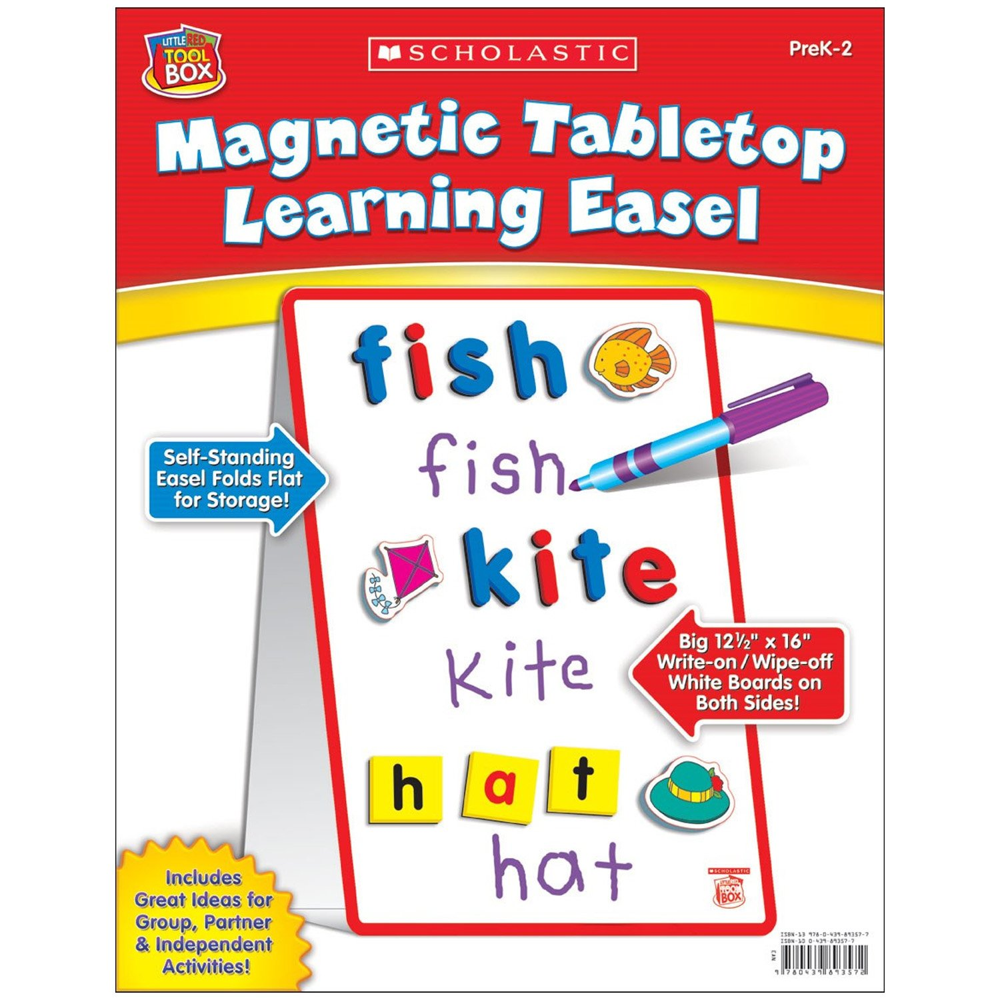 LITTLE RED
TOOL
BOX
SCHOLASTIC
PreK-2
Magnetic Tabletop
Learning Easel
fish
fish
Self-Standing
Easel Folds Flat
for Storage!
kite
kite
Big 12½" x 16"
Write-on / Wipe-off
White Boards on
Both Sides!
h a t
hat
Includes
Great Ideas for
Group, Partner
& Independent
Activities!
SCHOLASTIC
LITTLE RED
TOOL
BOX
ISBN-13 978-0-439-89357-7
ISBN-10 0-439-89357-7
9 780439 893572